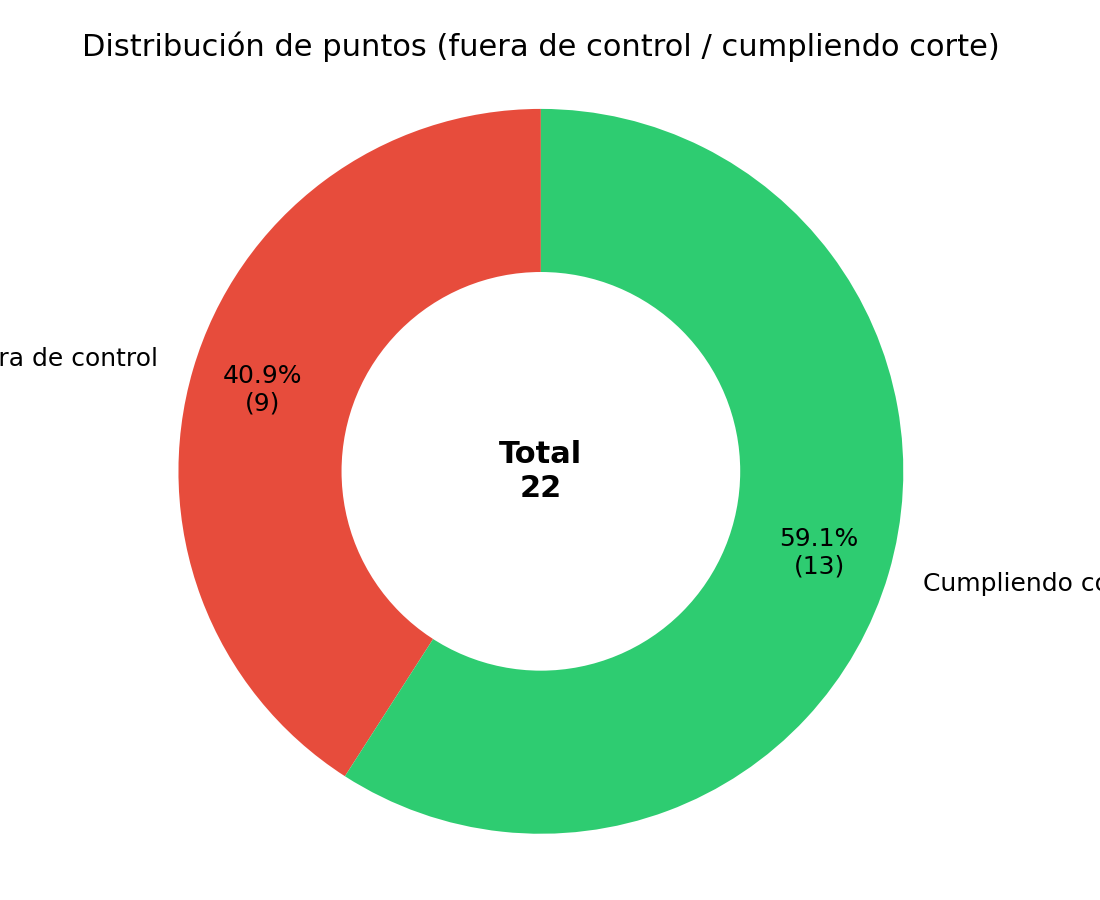 Distribución de puntos (fuera de control / cumpliendo corte)
ra de control
40.9%
(9)
Total
22
59.1%
(13)
Cumpliendo co